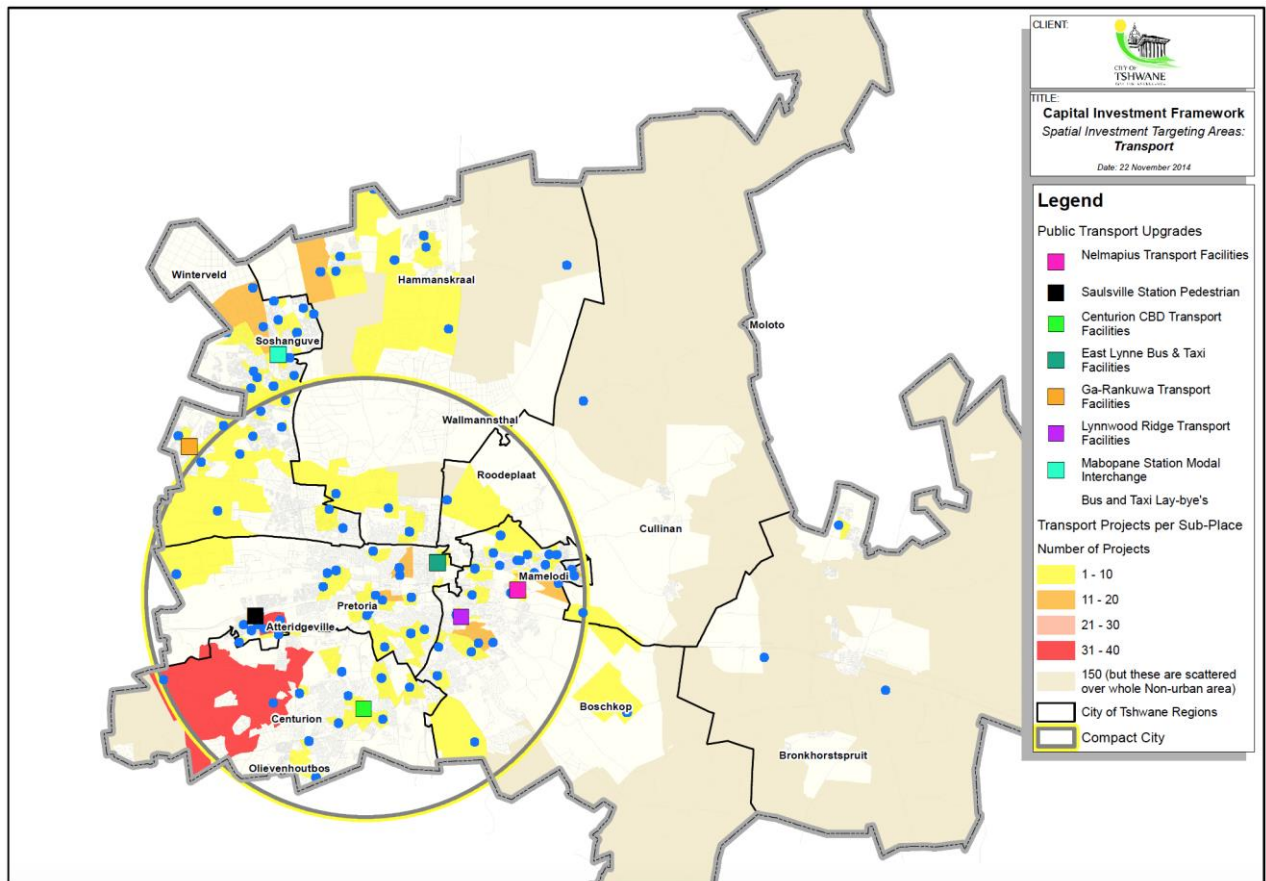 CLIENT:
CITY OF
TSHWANE
TITLE:
Capital Investment Framework
Spatial Investment Targeting Areas:
Transport
Date: 22 November 2014
Legend
Public Transport Upgrades
Nelmapius Transport Facilities
Saulsville Station Pedestrian
Centurion CBD Transport
Facilities
East Lynne Bus & Taxi
Facilities
Ga-Rankuwa Transport
Facilities
Lynnwood Ridge Transport
Facilities
Mabopane Station Modal
Interchange
Bus and Taxi Lay-bye's
Transport Projects per Sub-Place
Number of Projects
1 - 10
11 - 20
21 - 30
31 - 40
150 (but these are scattered
over whole Non-urban area)
City of Tshwane Regions
Compact City
Winterveld
Hammanskraal
Moloto
Soshanguve
Wallmannsthal
Roodeplaat
Cullinan
Mamelodi
Pretoria
Atteridgeville
Boschkop
Centurion
Bronkhorstspruit
Olievenhoutbos